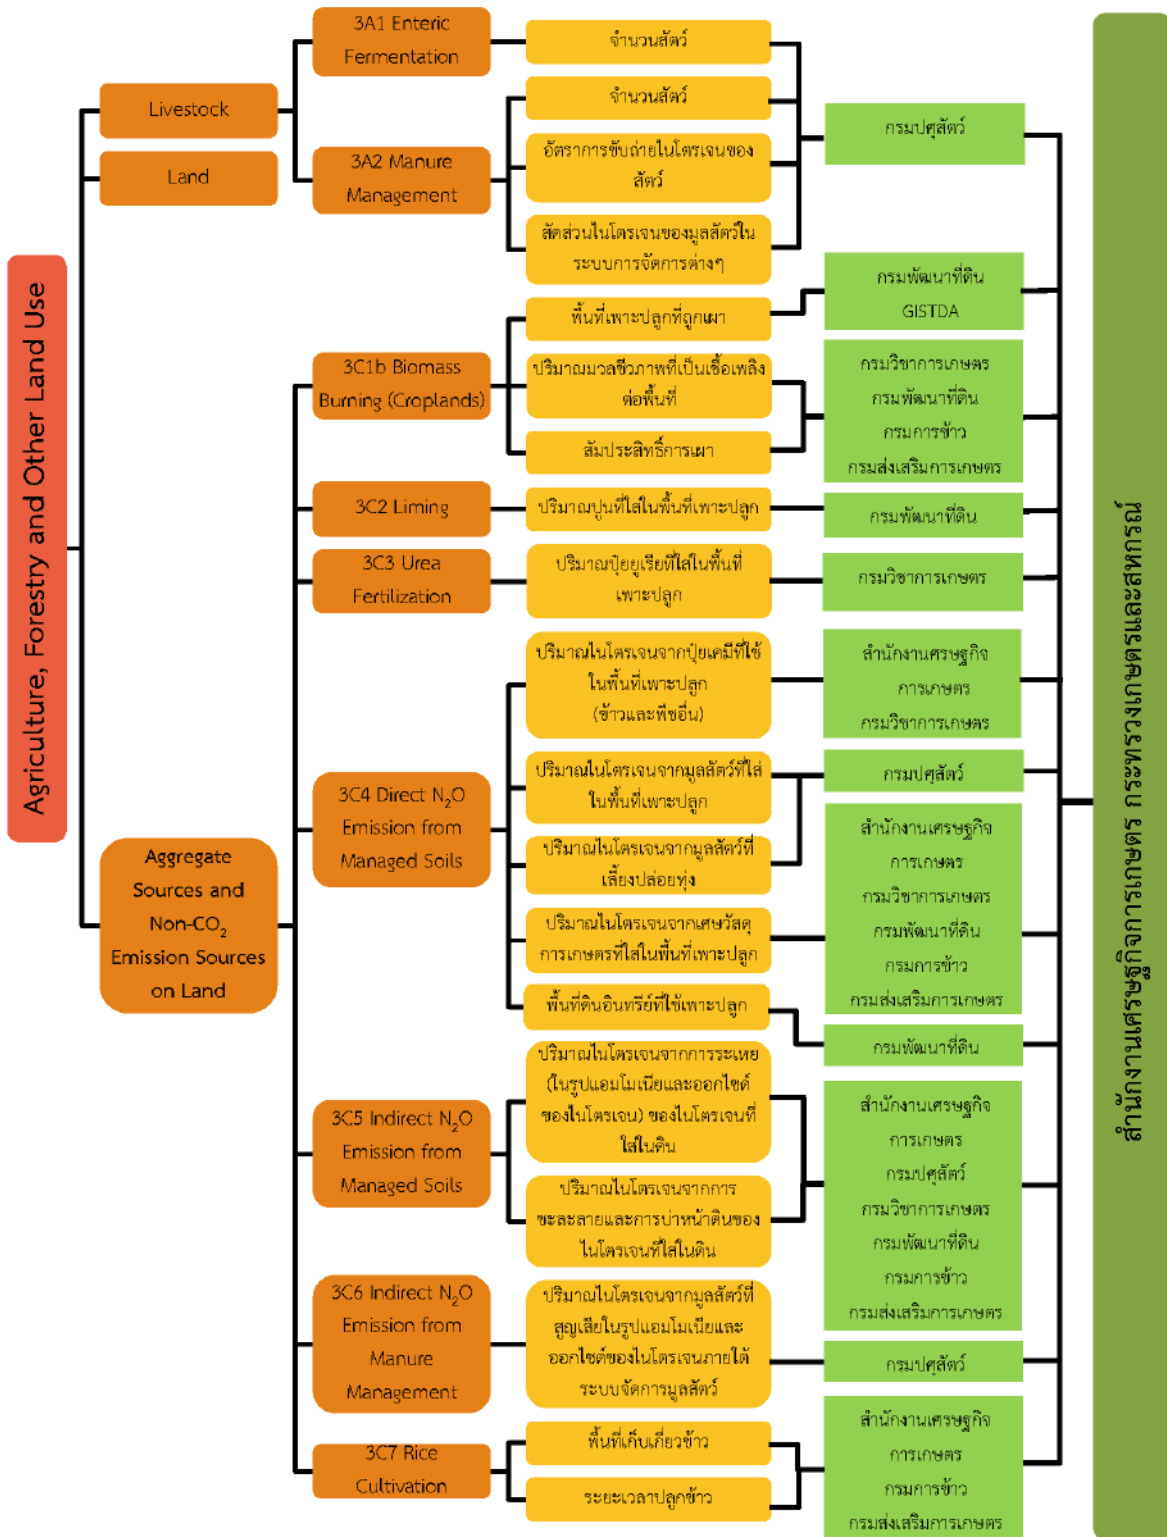 Agriculture, Forestry and Other Land Use
Livestock
Land
Aggregate
Sources and
Non-CO₂
Emission Sources
on Land
3A1 Enteric
Fermentation
3A2 Manure
Management
3C1b Biomass
Burning (Croplands)
3C2 Liming
3C3 Urea
Fertilization
3C4 Direct N₂O
Emission from
Managed Soils
3C5 Indirect N₂O
Emission from
Managed Soils
3C6 Indirect N₂O
Emission from
Manure
Management
3C7 Rice
Cultivation
จำนวนสัตว์
จำนวนสัตว์
อัตราการขับถ่ายไนโตรเจนของ
สัตว์
สัดส่วนไนโตรเจนของมูลสัตว์ใน
ระบบการจัดการต่างๆ
พื้นที่เพาะปลูกที่ถูกเผา
ปริมาณมวลชีวภาพที่เป็นเชื้อเพลิง
ต่อพื้นที่
สัมประสิทธิ์การเผา
ปริมาณปูนที่ใส่ในพื้นที่เพาะปลูก
ปริมาณปุ๋ยยูเรียที่ใส่ในพื้นที่
เพาะปลูก
ปริมาณไนโตรเจนจากปุ๋ยเคมีที่ใช้
ในพื้นที่เพาะปลูก
(ข้าวและพืชอื่น)
ปริมาณไนโตรเจนจากมูลสัตว์ที่ใส่
ในพื้นที่เพาะปลูก
ปริมาณไนโตรเจนจากมูลสัตว์ที่
เลี้ยงปล่อยทุ่ง
ปริมาณไนโตรเจนจากเศษวัสดุ
การเกษตรที่ใส่ในพื้นที่เพาะปลูก
พื้นที่ดินอินทรีย์ที่ใช้เพาะปลูก
ปริมาณไนโตรเจนจากการระเหย
(ในรูปแอมโมเนียและออกไซด์
ของไนโตรเจน) ของไนโตรเจนที่
ใส่ในดิน
ปริมาณไนโตรเจนจากการ
ชะละลายและการบ่าหน้าดินของ
ไนโตรเจนที่ใส่ในดิน
ปริมาณไนโตรเจนจากมูลสัตว์ที่
สูญเสียในรูปแอมโมเนียและ
ออกไซด์ของไนโตรเจนภายใต้
ระบบจัดการมูลสัตว์
พื้นที่เก็บเกี่ยวข้าว
ระยะเวลาปลูกข้าว
กรมปศุสัตว์
กรมพัฒนาที่ดิน
GISTDA
กรมวิชาการเกษตร
กรมพัฒนาที่ดิน
กรมการข้าว
กรมส่งเสริมการเกษตร
กรมพัฒนาที่ดิน
กรมวิชาการเกษตร
สำนักงานศรษฐกิจ
การเกษตร
กรมวิชาการเกษตร
กรมปศุสัตว์
สำนักงานเศรษฐกิจ
การเกษตร
กรมวิชาการเกษตร
กรมพัฒนาที่ดิน
กรมการข้าว
กรมส่งเสริมการเกษตร
กรมพัฒนาที่ดิน
สำนักงานเศรษฐกิจ
การเกษตร
กรมปศุสัตว์
กรมวิชาการเกษตร
กรมพัฒนาที่ดิน
กรมการข้าว
กรมส่งเสริมการเกษตร
กรมปศุสัตว์
สำนักงานเศรษฐกิจ
การเกษตร
กรมการข้าว
กรมส่งเสริมการเกษตร
สำนักงานเศรษฐกิจการเกษตร กระทรวงเกษตรและสหกรณ์